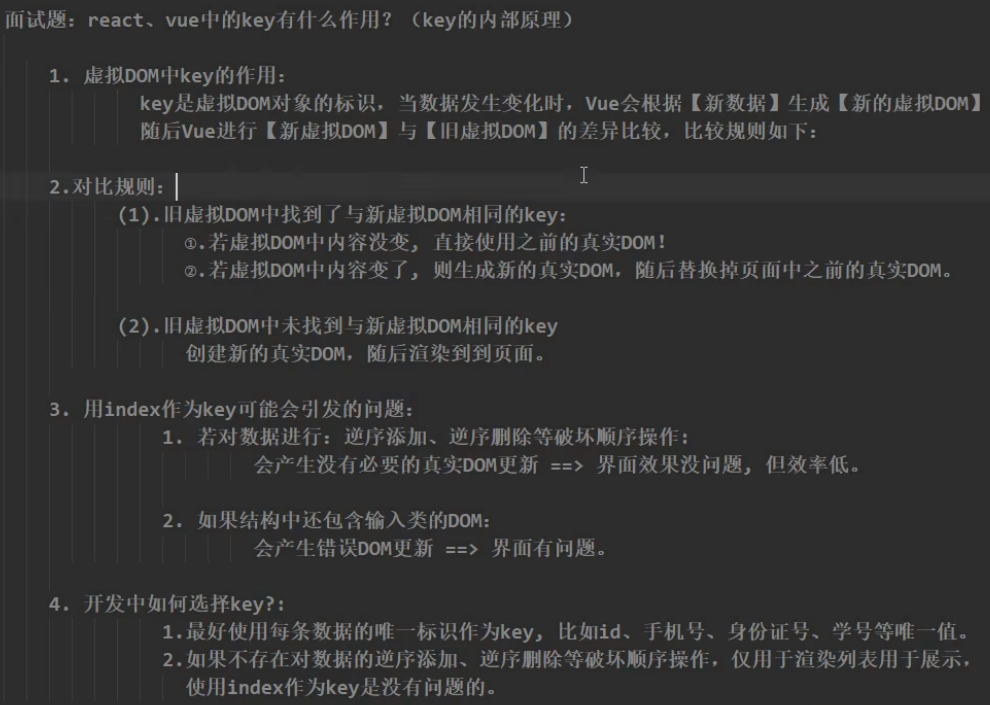 面试题：react、vue中的key有什么作用？（key的内部原理）
1. 虚拟DOM中key的作用：
key是虚拟DOM对象的标识，当数据发生变化时，Vue会根据【新数据】生成【新的虚拟DOM】
随后Vue进行【新虚拟DOM】与【旧虚拟DOM】的差异比较，比较规则如下：
2.对比规则：
(1).旧虚拟DOM中找到了与新虚拟DOM相同的key：
①.若虚拟DOM中内容没变, 直接使用之前的真实DOM！
②.若虚拟DOM中内容变了, 则生成新的真实DOM，随后替换掉页面中之前的真实DOM。
(2).旧虚拟DOM中未找到与新虚拟DOM相同的key
创建新的真实DOM，随后渲染到到页面。
3. 用index作为key可能会引发的问题：
1. 若对数据进行：逆序添加、逆序删除等破坏顺序操作:
会产生没有必要的真实DOM更新 ==> 界面效果没问题, 但效率低。
2. 如果结构中还包含输入类的DOM：
会产生错误DOM更新 ==> 界面有问题。
4. 开发中如何选择key?:
1.最好使用每条数据的唯一标识作为key, 比如id、手机号、身份证号、学号等唯一值。
2.如果不存在对数据的逆序添加、逆序删除等破坏顺序操作，仅用于渲染列表用于展示，
使用index作为key是没有问题的。